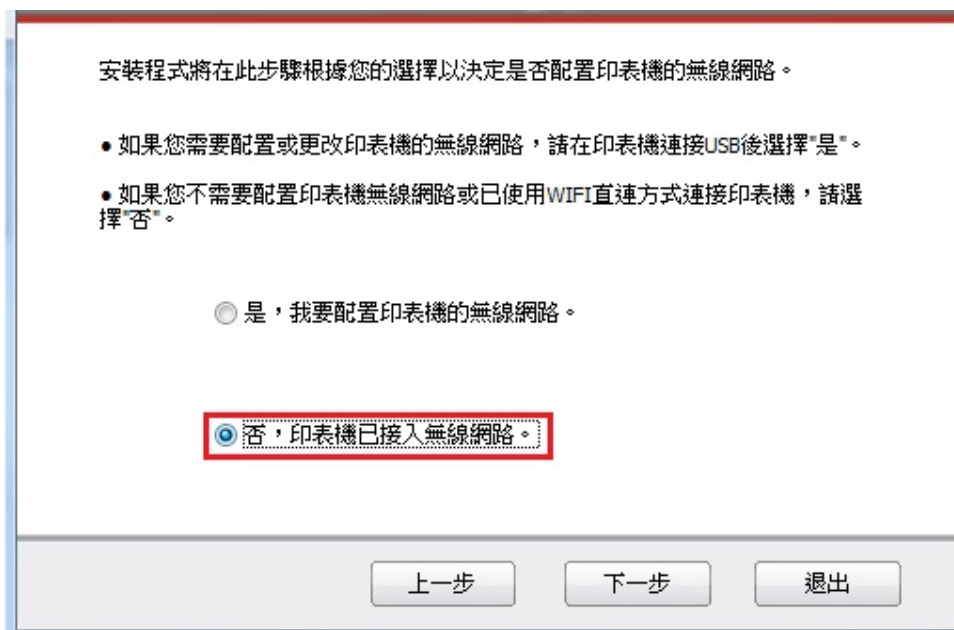 安裝程式將在此步驟根據您的選擇以決定是否配置印表機的無線網路。
● 如果您需要配置或更改印表機的無線網路，請在印表機連接USB後選擇"是"。
● 如果您不需要配置印表機無線網路或已使用WIFI直連方式連接印表機，請選
擇"否"。
是，我要配置印表機的無線網路。
否，印表機已接入無線網路。
上一步
下一步
退出